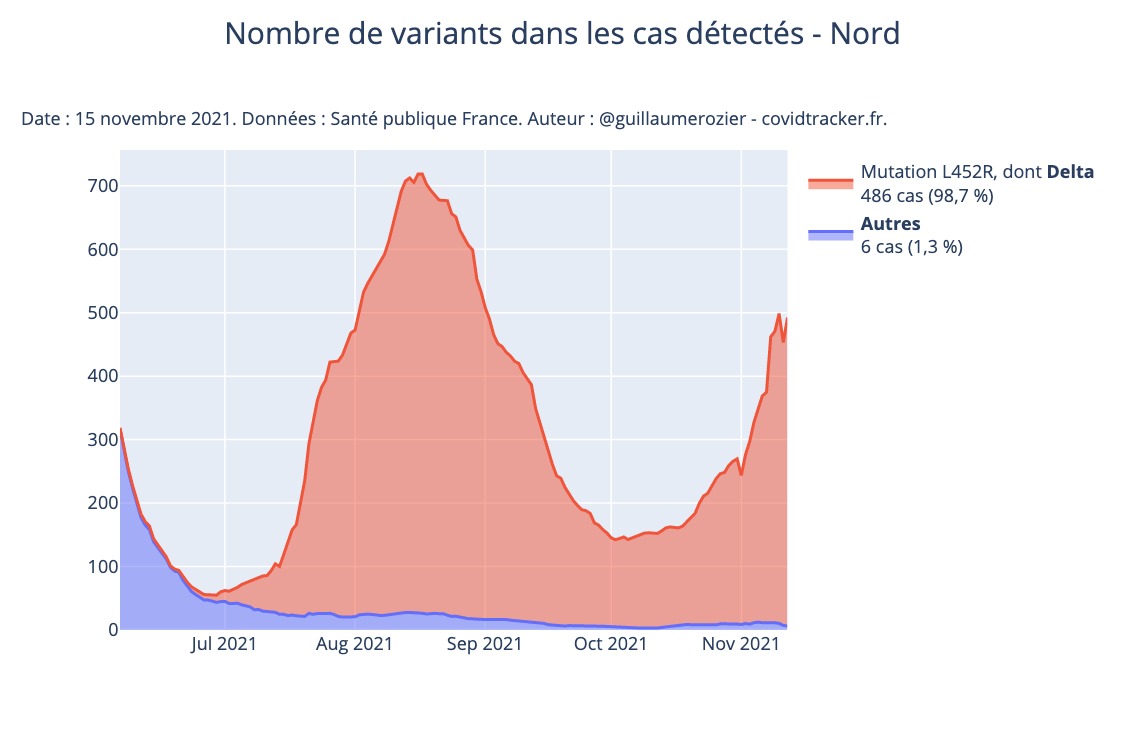 Nombre de variants dans les cas détectés - Nord
Date : 15 novembre 2021. Données : Santé publique France. Auteur : @guillaumerozier - covidtracker.fr.
700
600
500
400
300
200
100
0
Jul 2021
Aug 2021
Sep 2021
Oct 2021
Nov 2021
Mutation L452R, dont Delta
486 cas (98,7 %)
Autres
6 cas (1,3 %)